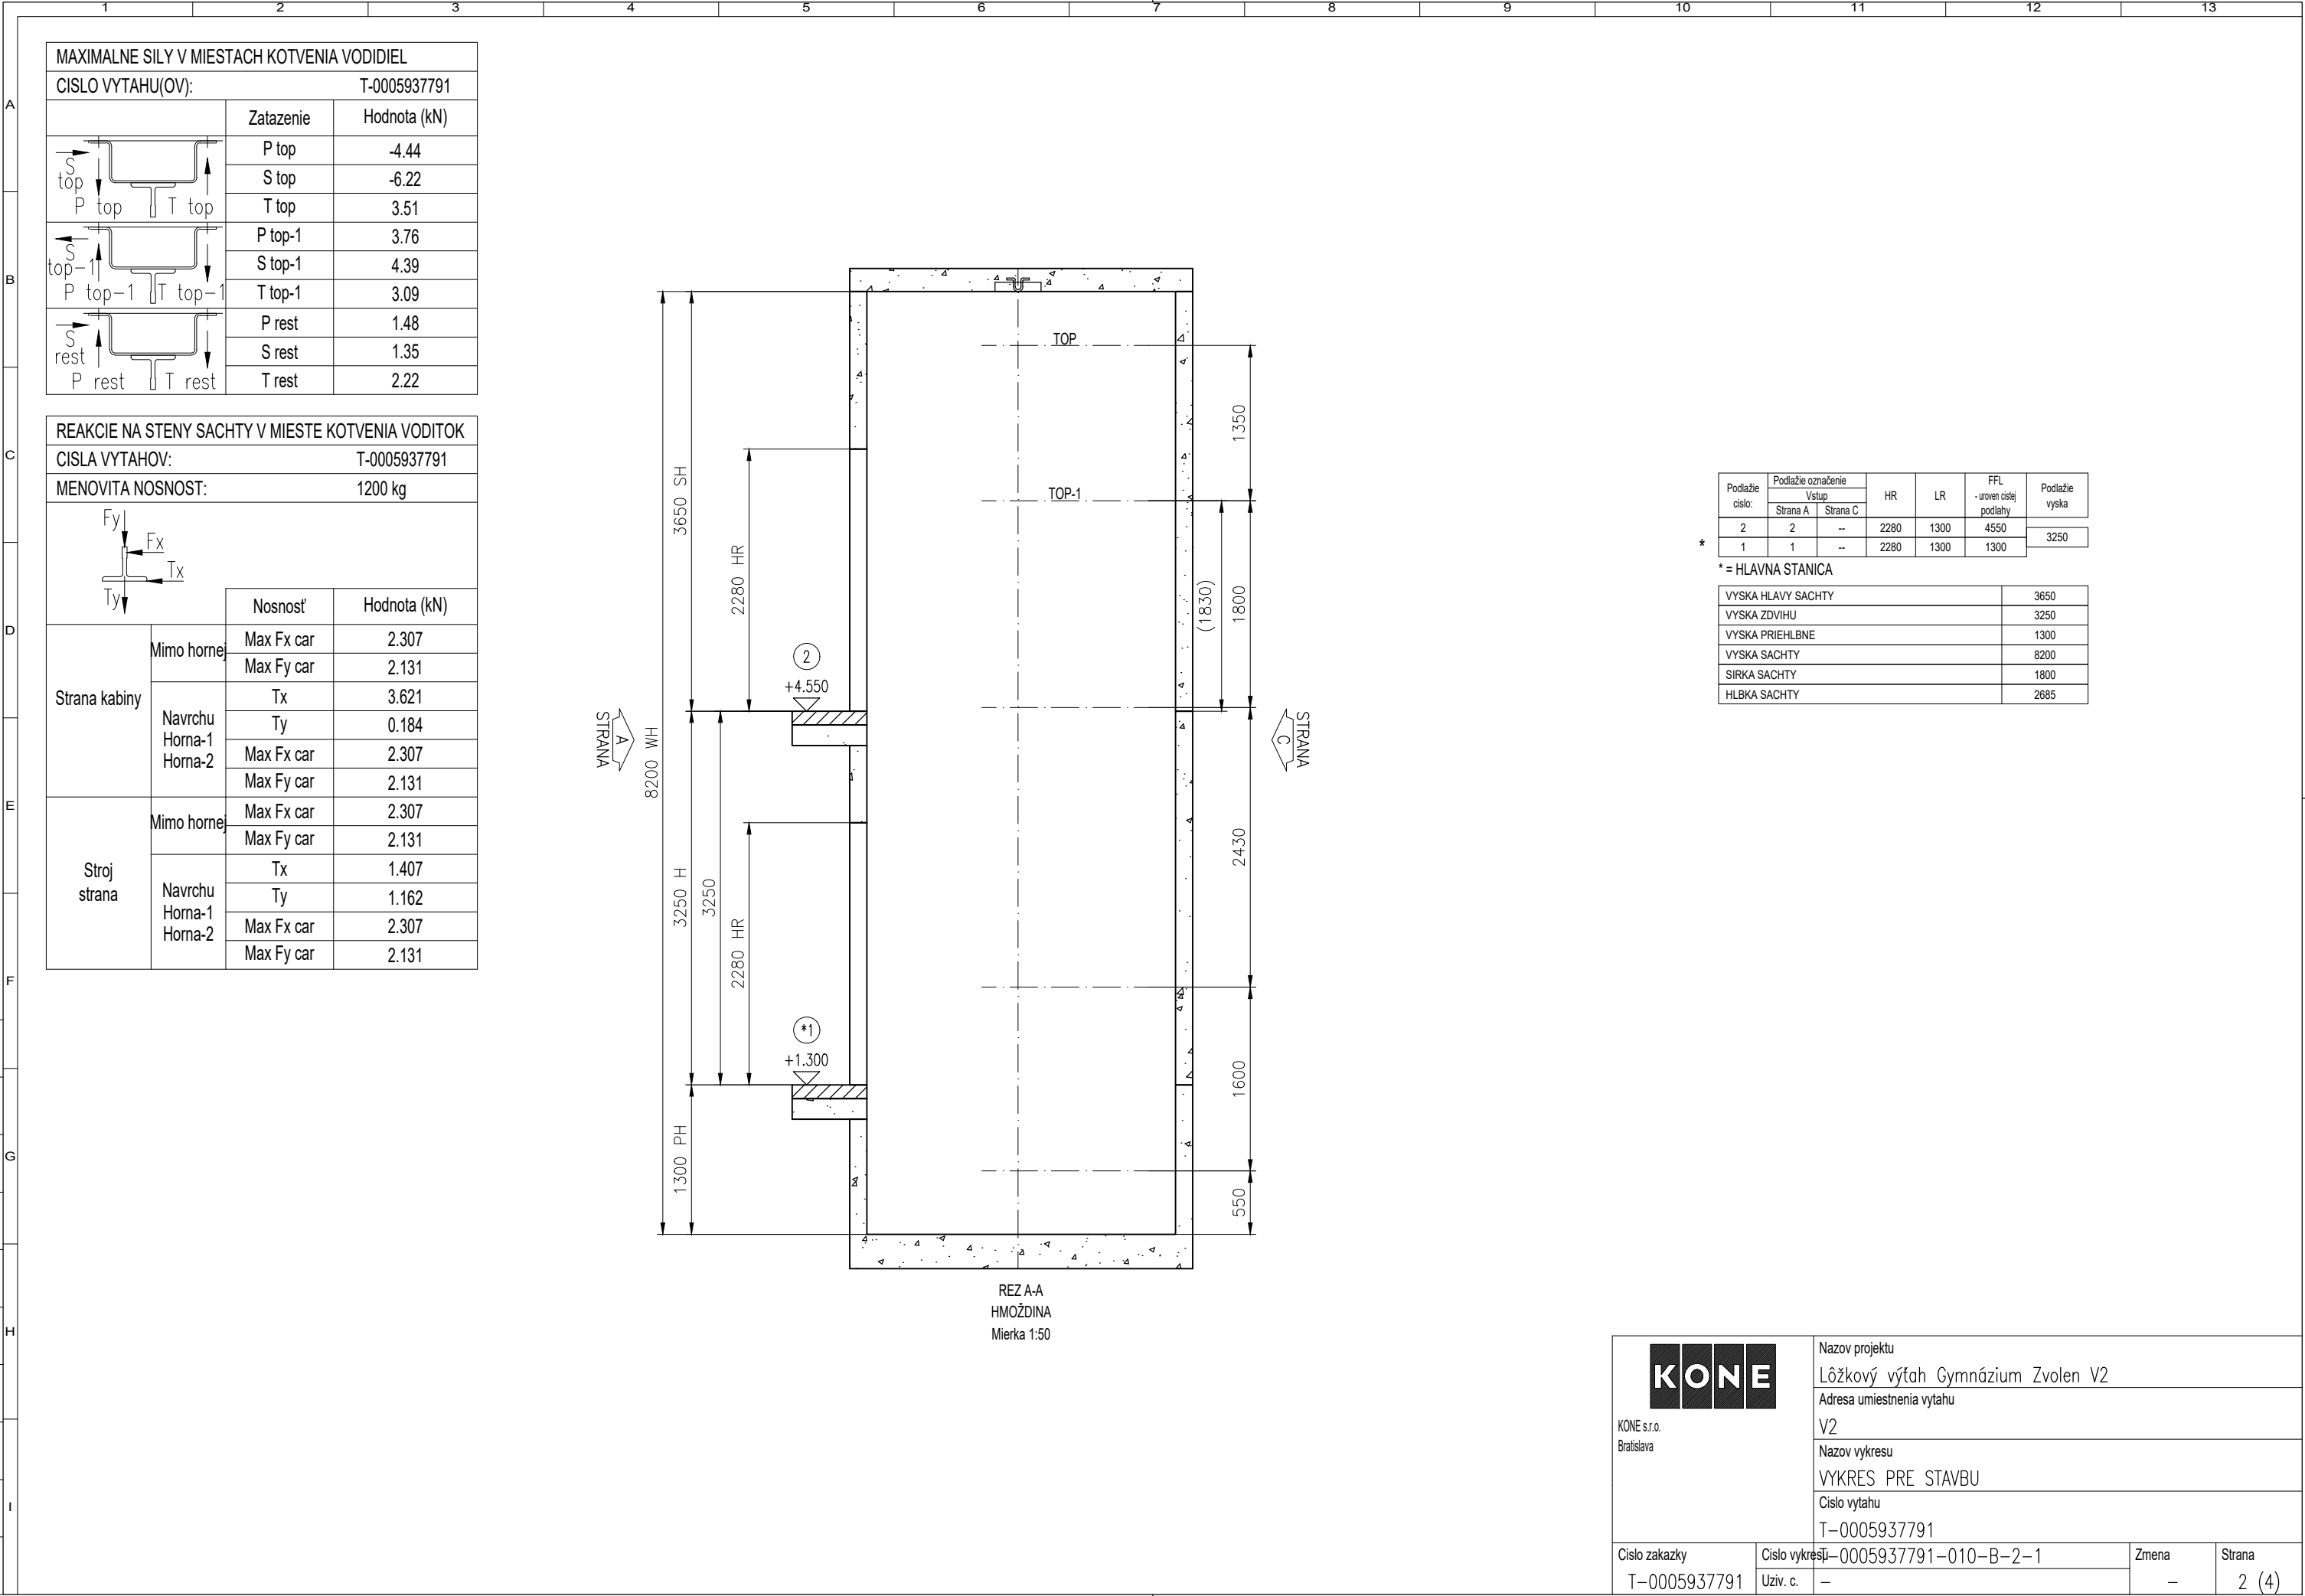 1 2 3 4 5 6 7 8 9 10 11 12 13
A
B
C
D
E
F
G
H
I
MAXIMALNE SILY V MIESTACH KOTVENIA VODIDIEL
CISLO VYTAHU(OV): T-0005937791
Zatazenie Hodnota (kN)
S top P top T top
P top -4.44
S top -6.22
T top 3.51
S top-1 P top-1 T top-1
P top-1 3.76
S top-1 4.39
T top-1 3.09
S rest P rest T rest
P rest 1.48
S rest 1.35
T rest 2.22
REAKCIE NA STENY SACHTY V MIESTE KOTVENIA VODITOK
CISLA VYTAHOV: T-0005937791
MENOVITA NOSNOST: 1200 kg
Fy
Fx
Tx
Ty
Nosnosť Hodnota (kN)
Strana kabiny
Mimo hornej
Max Fx car 2.307
Max Fy car 2.131
Navrchu
Horna-1
Horna-2
Tx 3.621
Ty 0.184
Max Fx car 2.307
Max Fy car 2.131
Stroj
strana
Mimo hornej
Max Fx car 2.307
Max Fy car 2.131
Navrchu
Horna-1
Horna-2
Tx 1.407
Ty 1.162
Max Fx car 2.307
Max Fy car 2.131
TOP
TOP-1
8200 WH
3650 SH
3250 H
1300 PH
3250
2280 HR
2280 HR
2
+4.550
*1
+1.300
STRANA
A
STRANA
C
1350
1800
(1830)
2430
1600
550
REZ A-A
HMOŽDINA
Mierka 1:50
Podlažie
cislo:
Podlažie označenie
Vstup
Strana A Strana C
HR LR
FFL
- uroven cistej
podlahy
Podlažie
vyska
2 2 -- 2280 1300 4550
* 1 1 -- 2280 1300 1300
3250
* = HLAVNA STANICA
VYSKA HLAVY SACHTY 3650
VYSKA ZDVIHU 3250
VYSKA PRIEHLBNE 1300
VYSKA SACHTY 8200
SIRKA SACHTY 1800
HLBKA SACHTY 2685
KONE
KONE s.r.o.
Bratislava
Nazov projektu
Lôžkový výťah Gymnázium Zvolen V2
Adresa umiestnenia vytahu
V2
Nazov vykresu
VYKRES PRE STAVBU
Cislo vytahu
T-0005937791
Cislo zakazky
T-0005937791
Cislo vykresu T-0005937791-010-B-2-1
Uziv. c. -
Zmena
-
Strana
2 (4)